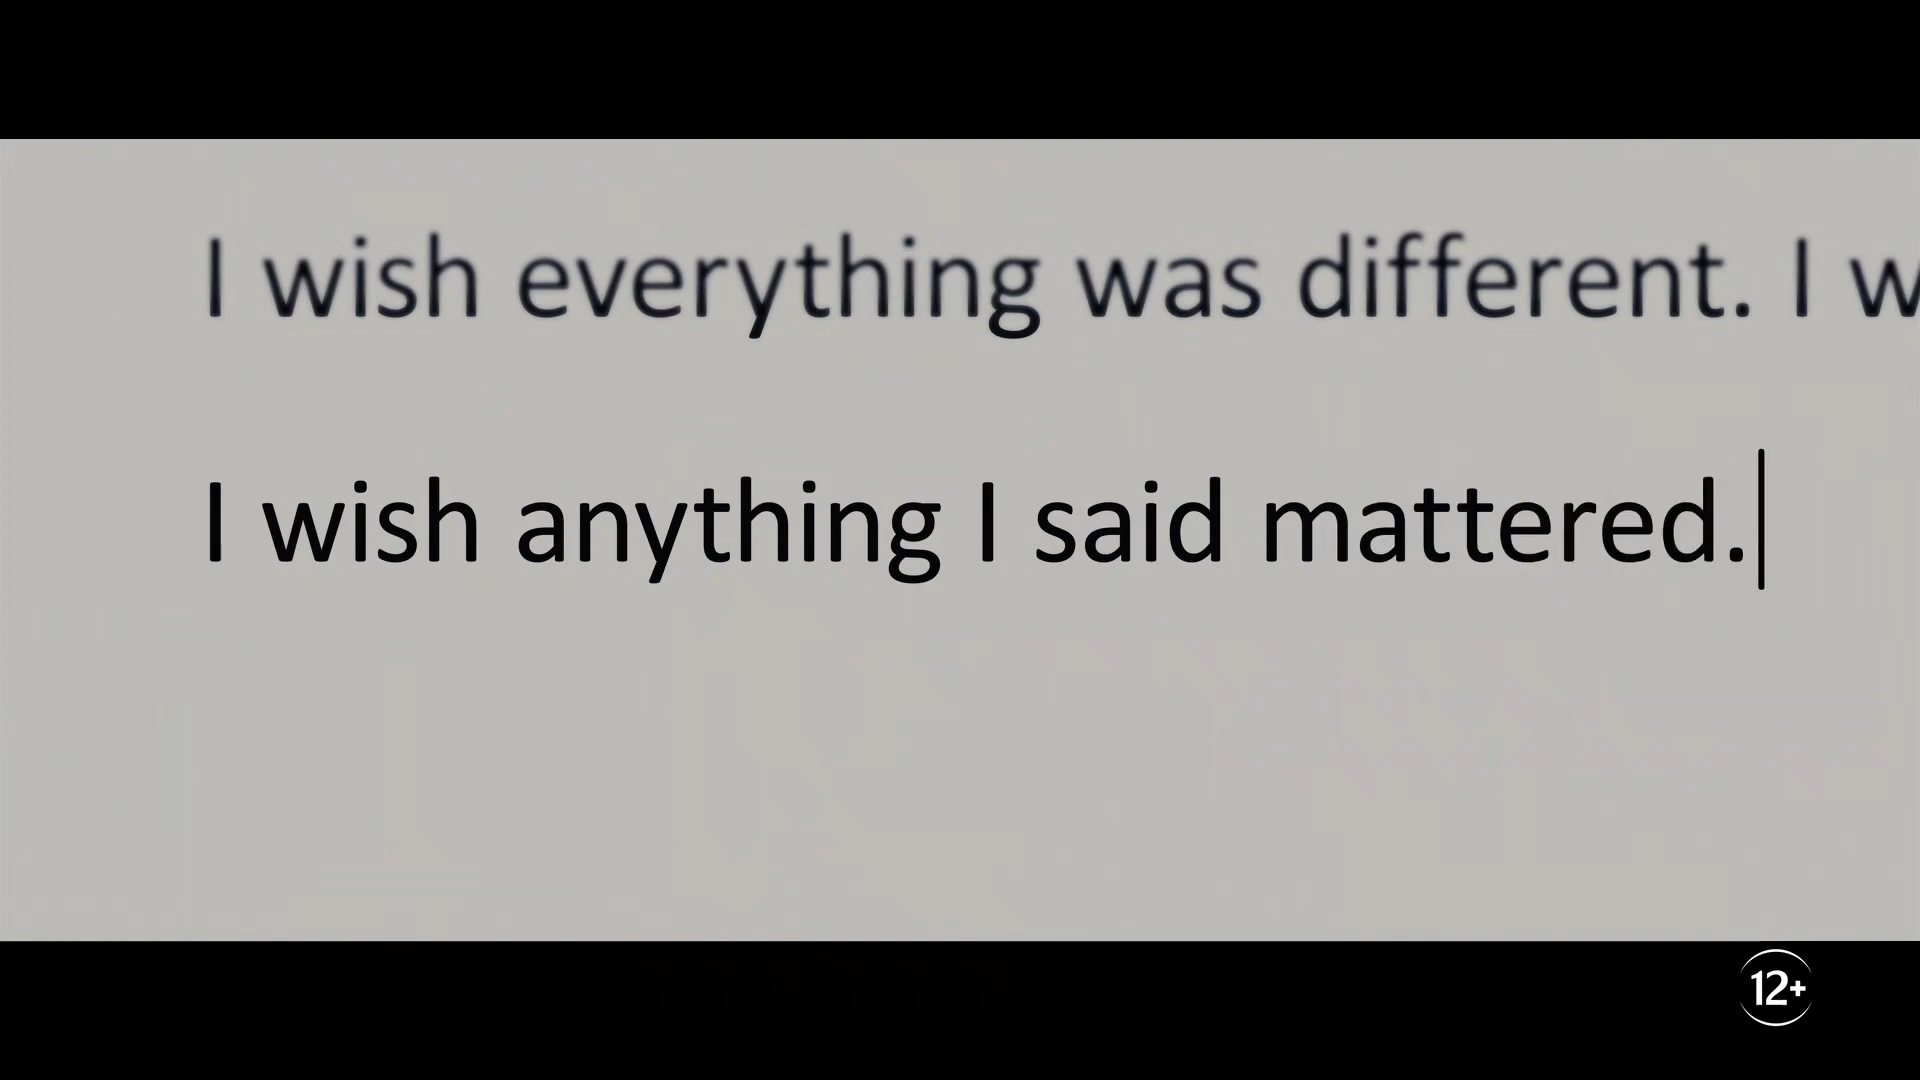 I wish everything was different. I w
I wish anything I said mattered.
12+